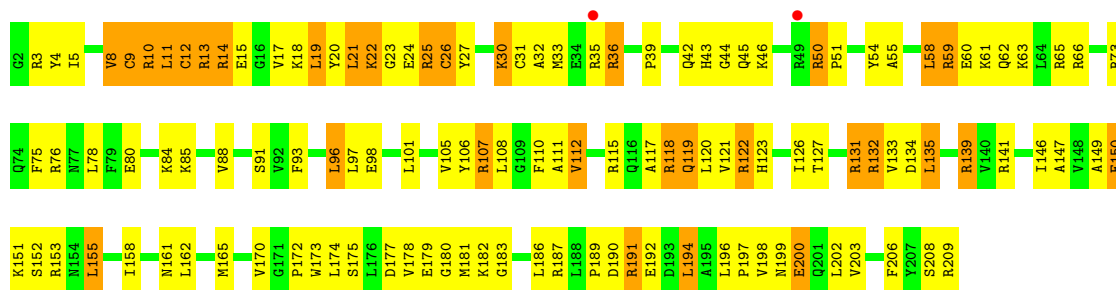 G2 R3 Y4 I5 V8 C9 R10 L11 C12 R13 R14 E15 G16 V17 K18 L19 Y20 L21 K22 G23 E24 R25 C26 Y27 K30 C31 A32 M33 E34 R35 R36 P39 Q42 H43 G44 Q45 K46 R49 R50 P51 Y54 A55 L58 R59 E60 K61 Q62 K63 L64 R65 R66 R73
Q74 F75 R76 N77 L78 F79 E80 K84 K85 V88 S91 V92 F93 L96 L97 E98 L101 V105 Y106 R107 L108 G109 F110 A111 V112 R115 Q116 A117 R118 Q119 L120 V121 R122 H123 I126 T127 R131 R132 V133 D134 L135 R139 V140 R141 I146 A147 V148 A149 E150
K151 S152 R153 N154 L155 I158 N161 L162 M165 V170 G171 P172 W173 L174 S175 L176 D177 V178 E179 G180 M181 K182 G183 L186 R187 L188 P189 D190 R191 E192 D193 L194 A195 L196 P197 V198 N199 E200 Q201 L202 V203 F206 Y207 S208 R209